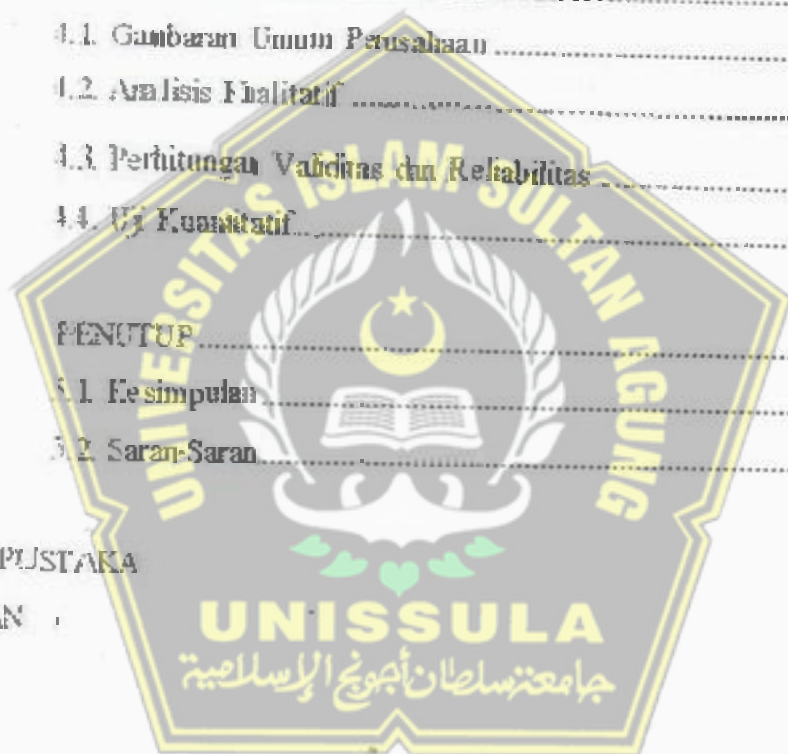 4.1. Gambaran Umum Perusahaan ........................
4.2. Analisis Kualitatif ........................
4.3. Perhitungan Validitas dan Reliabilitas ........................
4.4. Uji Kuantitatif ........................
PENUTUP ........................
5.1. Kesimpulan ........................
5.2. Saran-Saran ........................
PUSTAKA
AN
UNIVERSITAS ISLAM SULTAN AGUNG
UNISSULA
جامعة سلطان أجونج الإسلامية